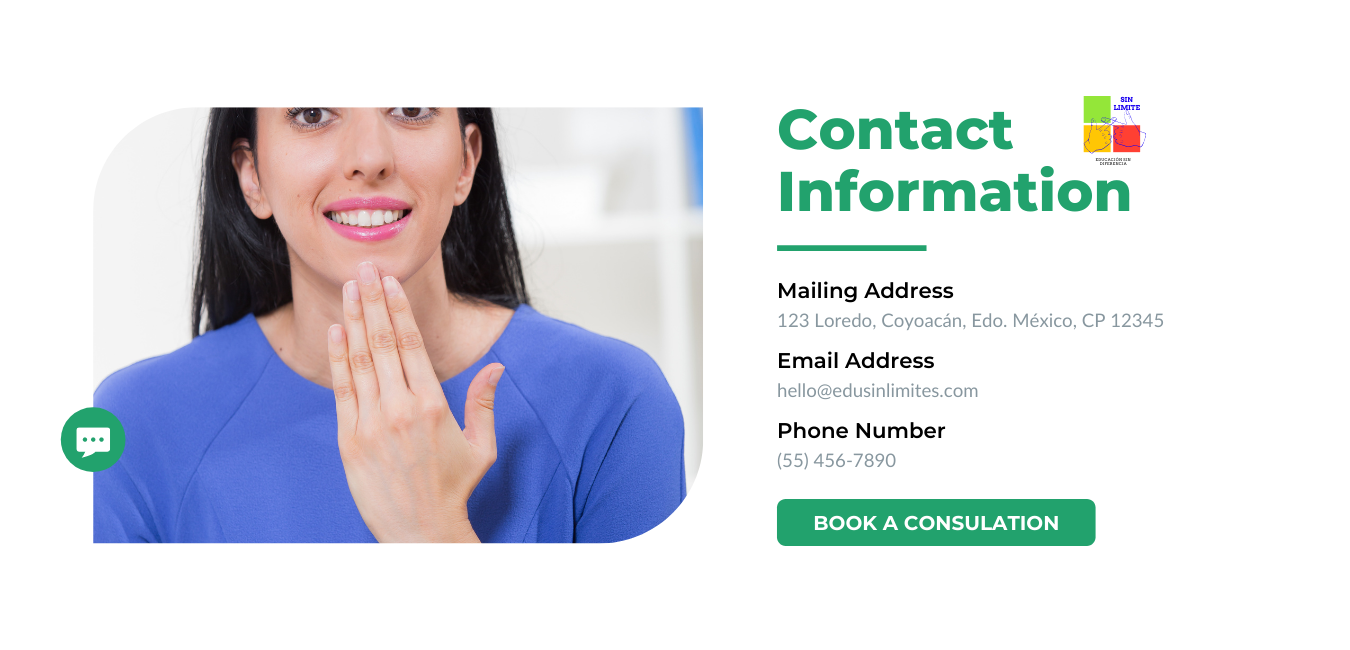 Contact
SIN
LIMITE
EDUCACIÓN SIN
DIFERENCIA
Information
Mailing Address
123 Loredo, Coyoacán, Edo. México, CP 12345
Email Address
hello@edusinlimites.com
Phone Number
(55) 456-7890
BOOK A CONSULATION